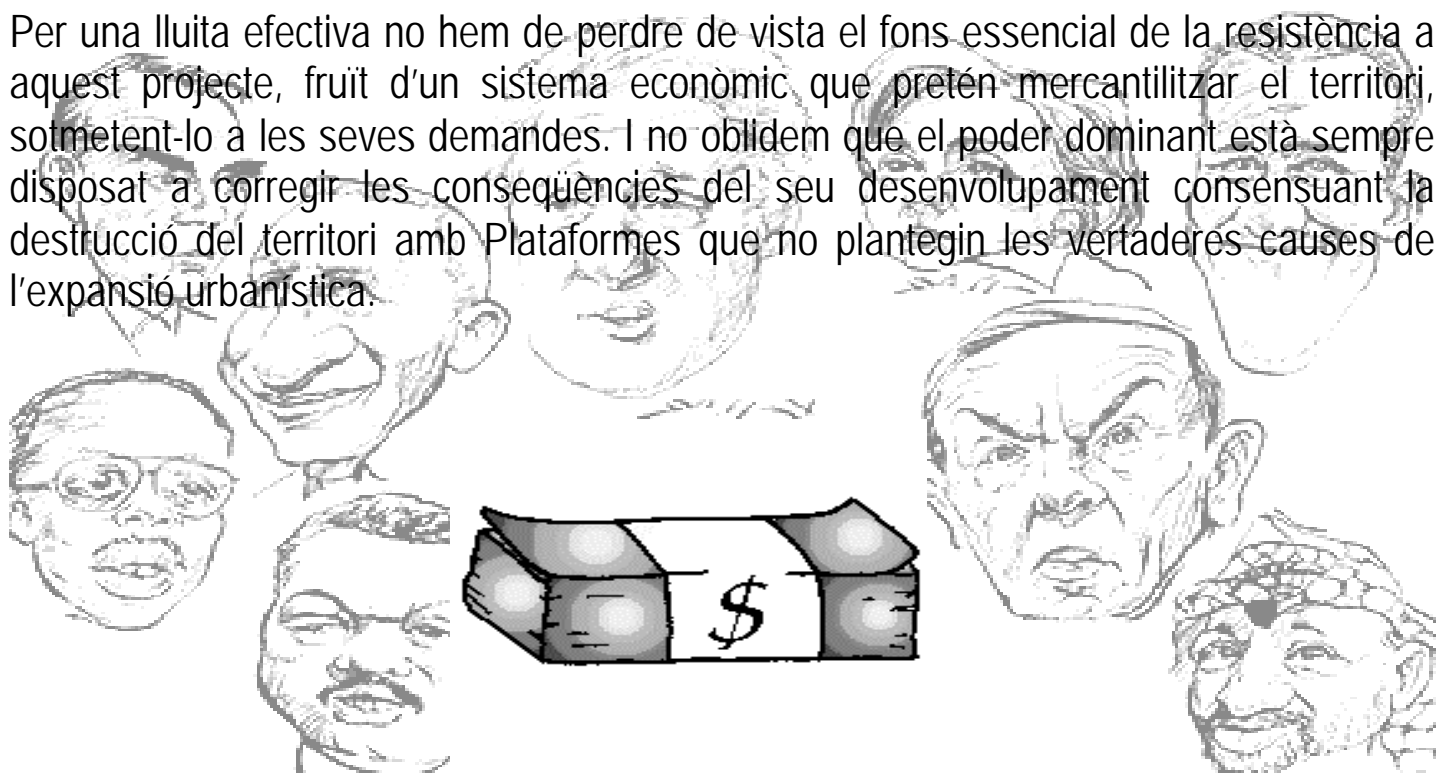 Per una lluita efectiva no hem de perdre de vista el fons essencial de la resistència a
aquest projecte, fruït d'un sistema econòmic que pretén mercantilitzar el territori,
sotmetent-lo a les seves demandes. I no oblidem que el poder dominant està sempre
disposat a corregir les conseqüències del seu desenvolupament consensuant la
destrucció del territori amb Plataformes que no plantegin les vertaderes causes de
l'expansió urbanística.
$